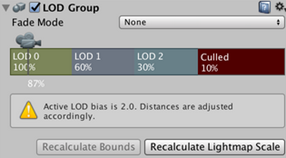 LOD Group
Fade Mode None
LOD 0 LOD 1 LOD 2 Culled
100% 60% 30% 10%
87%
Active LOD bias is 2.0. Distances are adjusted
accordingly.
Recalculate Bounds Recalculate Lightmap Scale